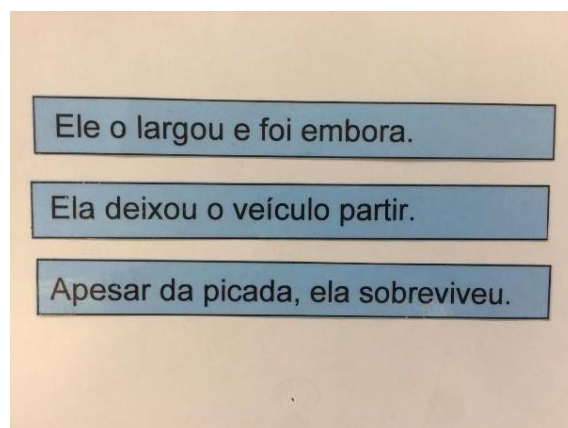 Ele o largou e foi embora.
Ela deixou o veículo partir.
Apesar da picada, ela sobreviveu.